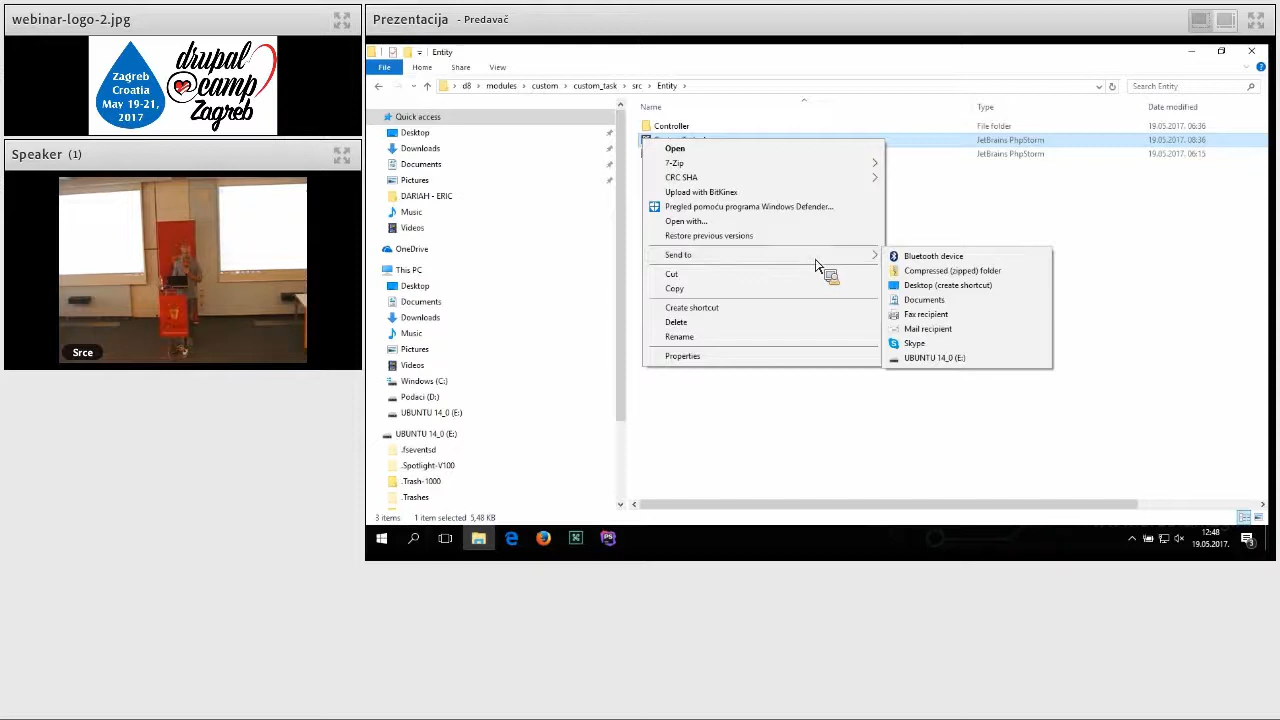 webinar-logo-2.jpg
Zagreb
Croatia
May 19-21,
2017
drupal
camp
Zagreb
Speaker (1)
Srce
Prezentacija - Predavač
Entity
File Home Share View
d8 modules custom custom_task src Entity
Search Entity
Name Type Date modified
Controller File folder 19.05.2017. 06:36
JetBrains PhpStorm 19.05.2017. 08:36
JetBrains PhpStorm 19.05.2017. 06:15
Quick access
Desktop
Downloads
Documents
Pictures
DARIAH - ERIC
Music
Videos
OneDrive
This PC
Desktop
Documents
Downloads
Music
Pictures
Videos
Windows (C:)
Podaci (D:)
UBUNTU 14_0 (E:)
UBUNTU 14_0 (E:)
.fseventsd
.Spotlight-V100
.Trash-1000
.Trashes
Open
7-Zip
CRC SHA
Upload with BitKinex
Pregled pomoću programa Windows Defender...
Open with...
Restore previous versions
Send to
Cut
Copy
Create shortcut
Delete
Rename
Properties
Bluetooth device
Compressed (zipped) folder
Desktop (create shortcut)
Documents
Fax recipient
Mail recipient
Skype
UBUNTU 14_0 (E:)
3 items 1 item selected 5,48 KB
12:48
19.05.2017.